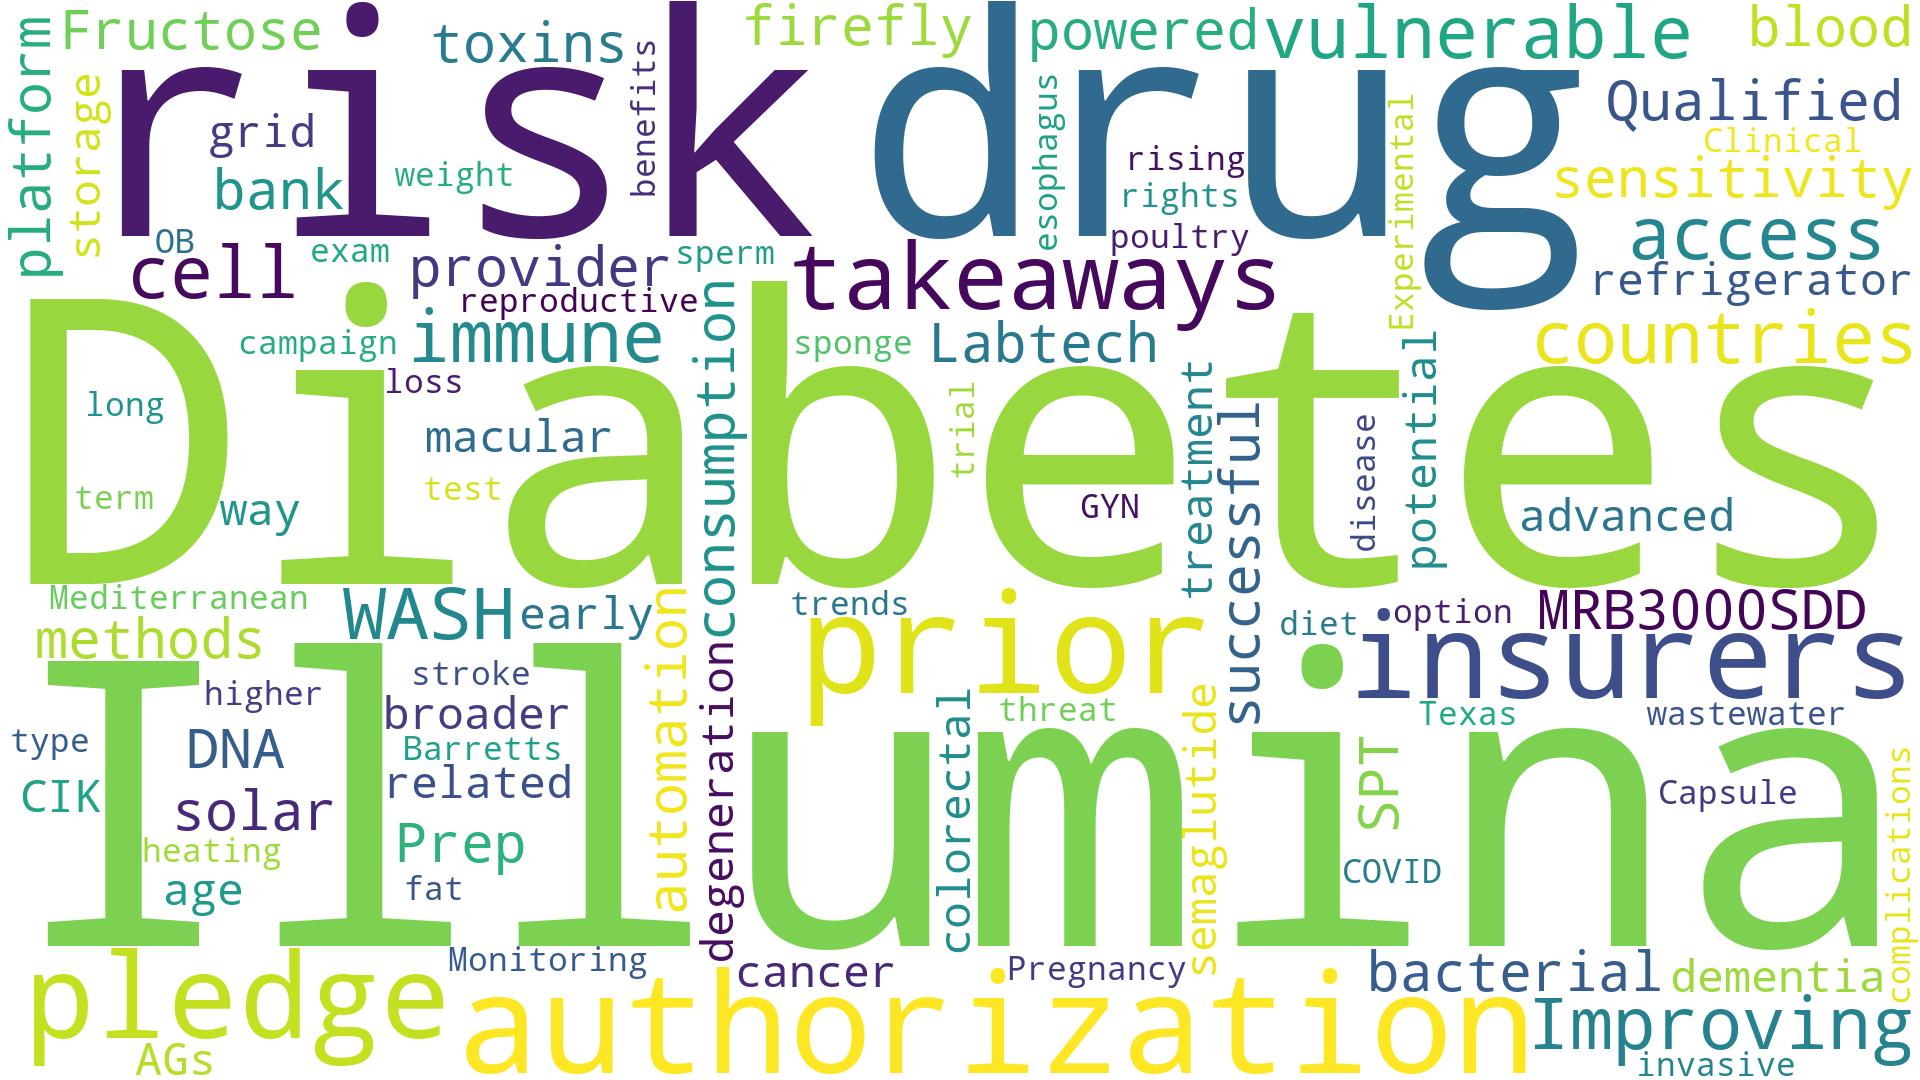 platform
Fructose
storage
toxins
risk
benefits
firefly
drug
powered
vulnerable
blood
grid
bank
weight
esophagus
rising
rights
poultry
Experimental
Qualified
Clinical
sensitivity
access
refrigerator
OB
cell
exam
provider
sperm
reproductive
takeaways
campaign
immune
consumption
sponge
Labtech
countries
Diabetes
long
loss
macular
trial
treatment
successful
disease
potential
term
way
test
GYN
advanced
Mediterranean
methods
WASH
early
automation
trends
prior
diet
option
MRB3000SDD
insurers
Illumina
higher
stroke
broader
degeneration
colorectal
threat
semaglutide
Texas
wastewater
type
DNA
Barretts
related
CIK
solar
SPT
Capsule
complications
heating
Prep
age
fat
COVID
pledge
Monitoring
cancer
Pregnancy
authorization
bacterial
dementia
Improving
AGs
invasive